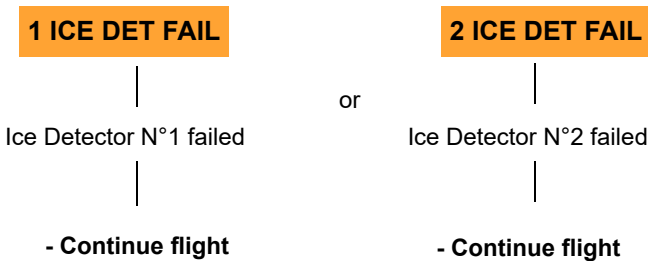 1 ICE DET FAIL
2 ICE DET FAIL
or
Ice Detector N°1 failed
Ice Detector N°2 failed
- Continue flight
- Continue flight